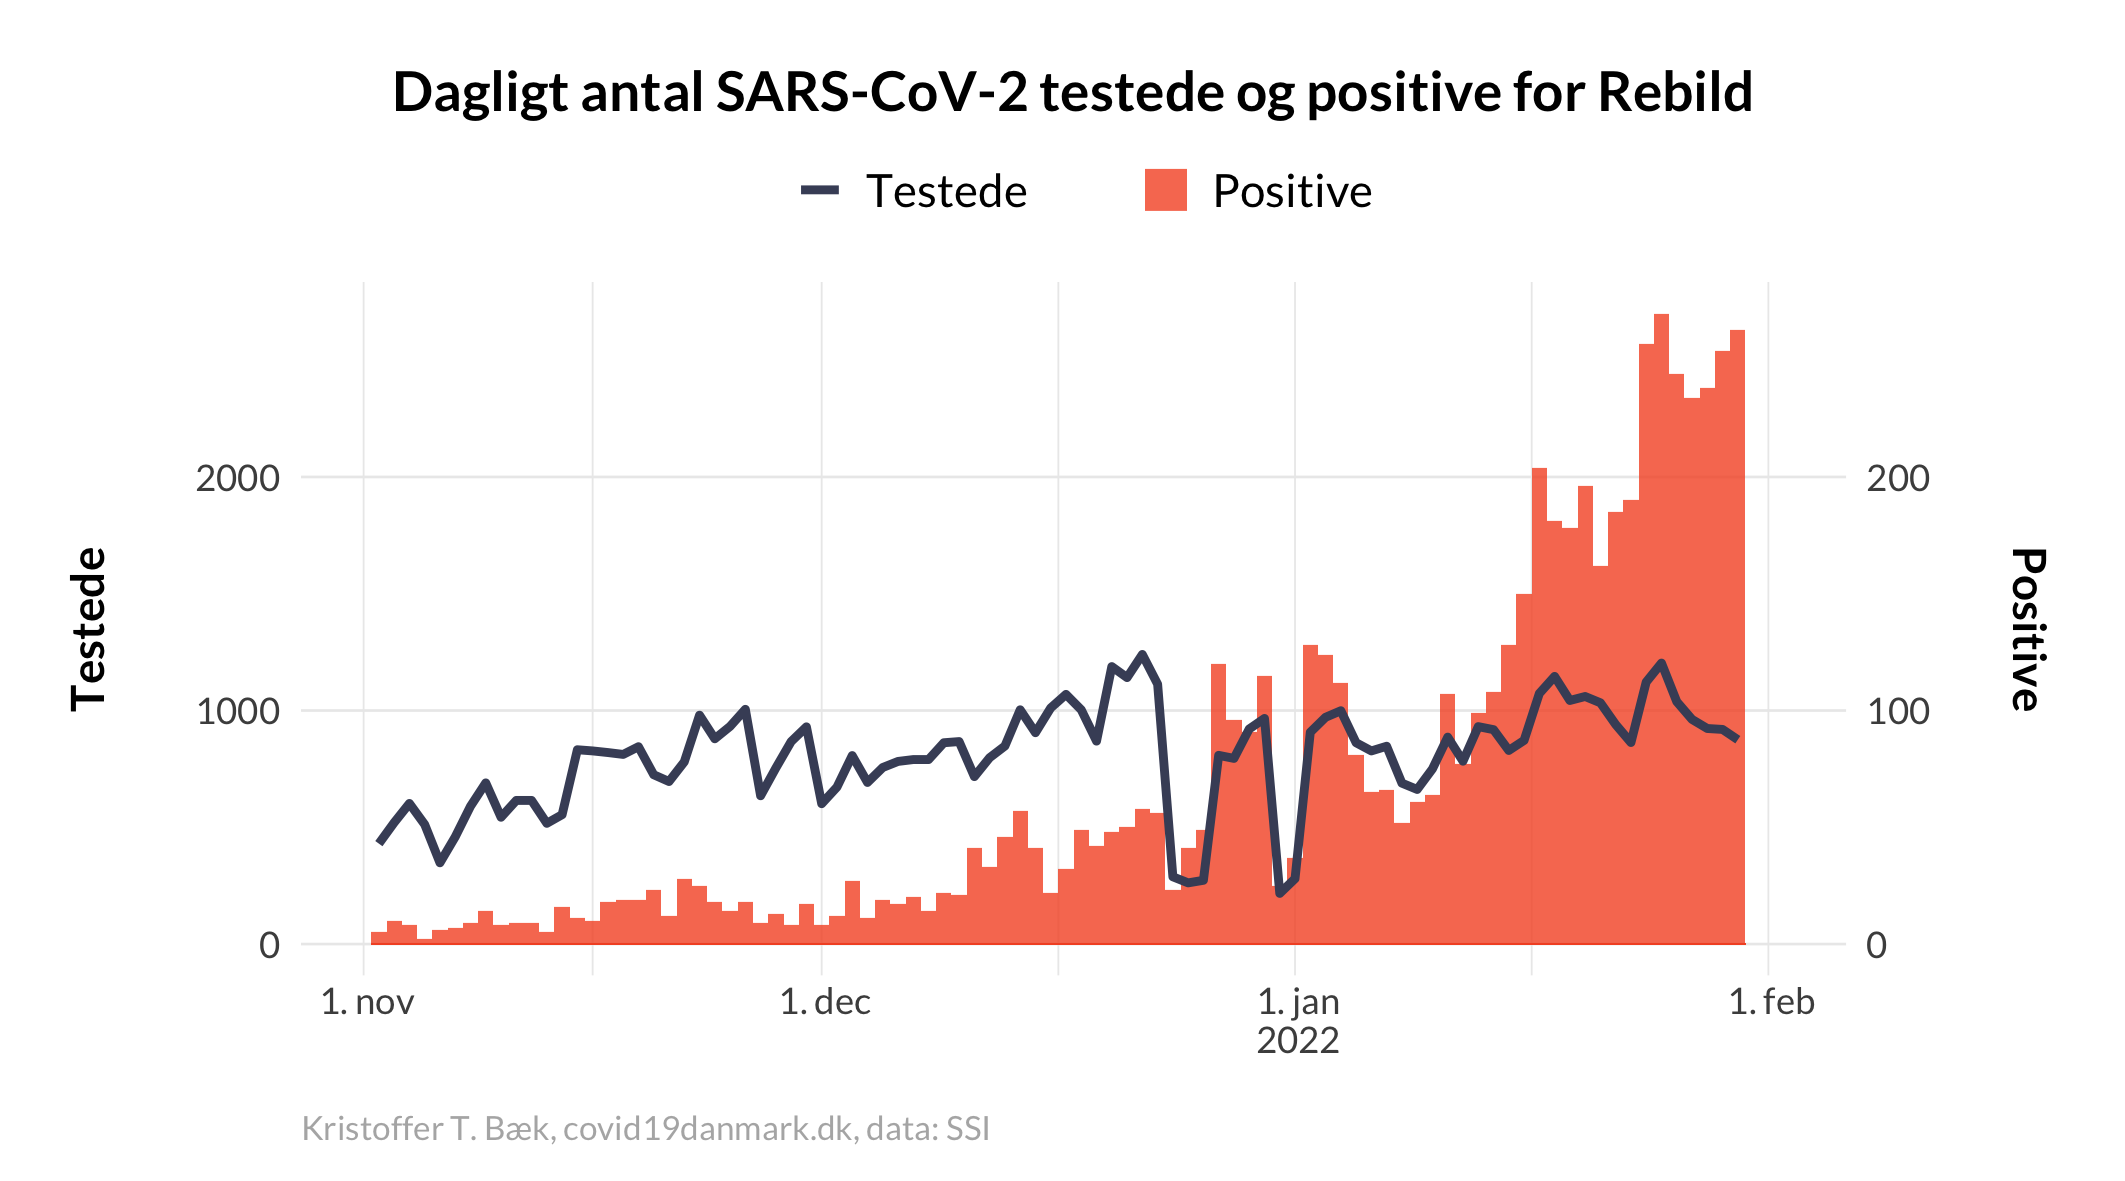 Dagligt antal SARS-CoV-2 testede og positive for Rebild
Testede
Positive
2000
1000
0
Testede
200
100
0
Positive
1. nov
1. dec
1. jan
2022
1. feb
Kristoffer T. Bæk, covid19danmark.dk, data: SSI